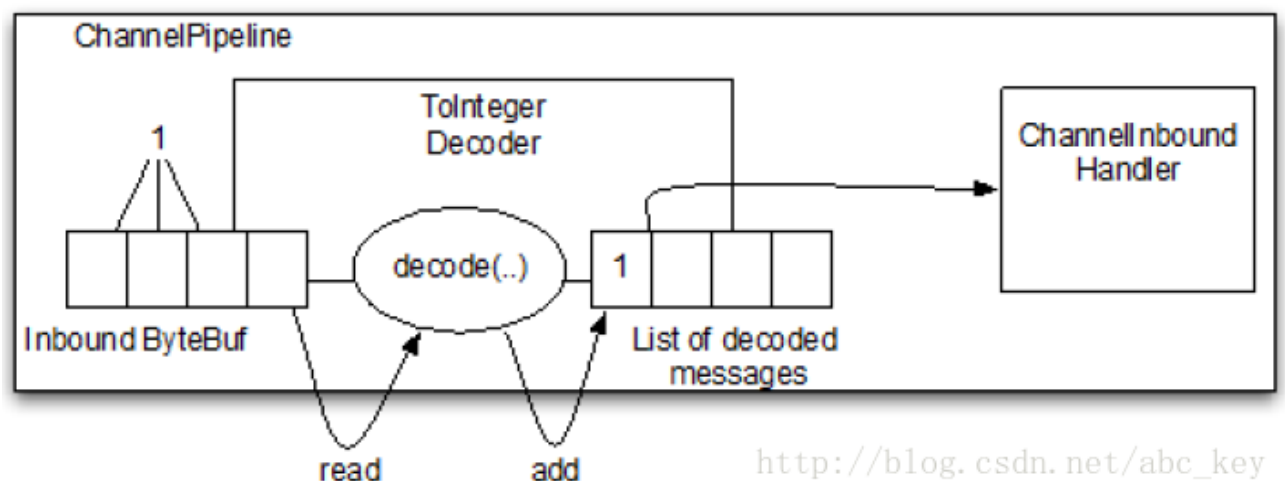 ChannelPipeline
1
ToInteger
Decoder
ChannelInbound
Handler
decode(..)
1
Inbound ByteBuf
List of decoded
messages
read
add
http://blog.csdn.net/abc_key